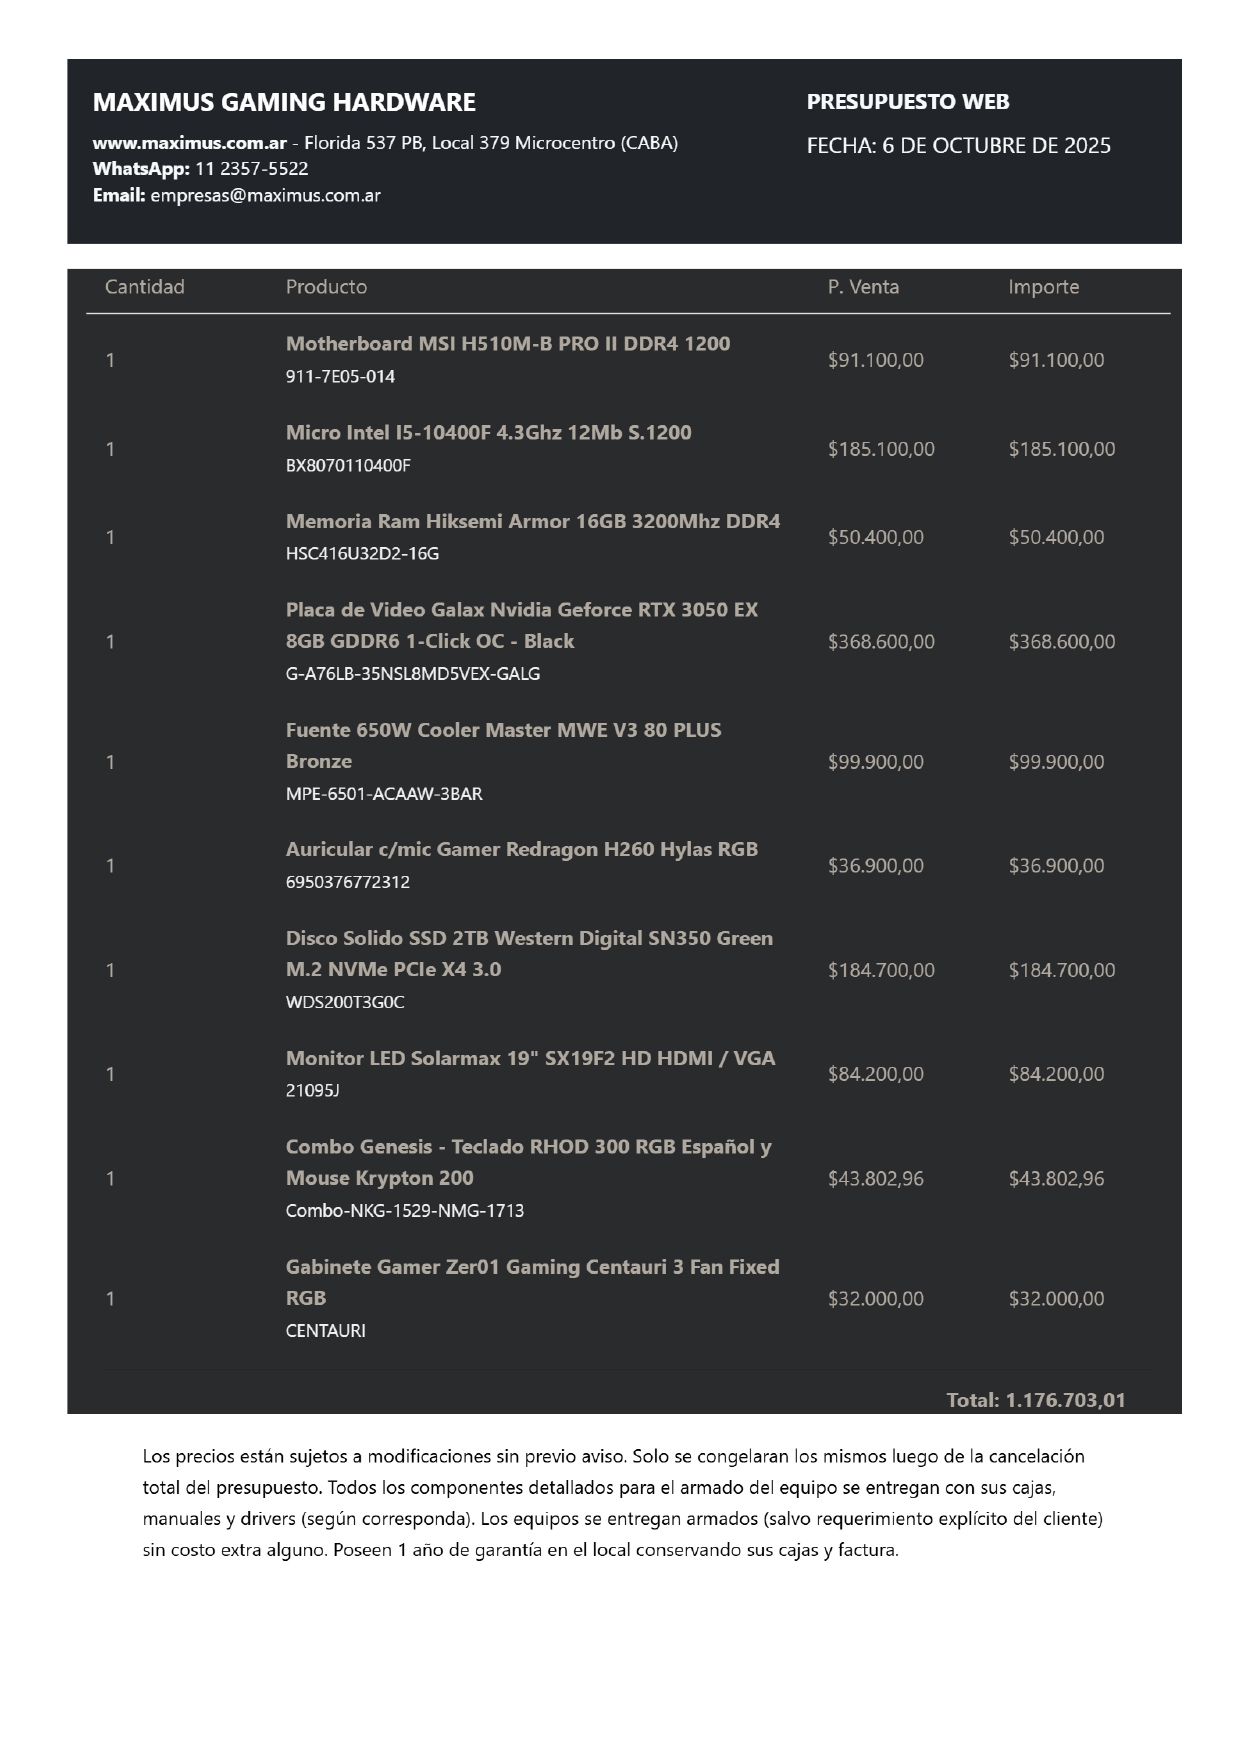 MAXIMUS GAMING HARDWARE
www.maximus.com.ar - Florida 537 PB, Local 379 Microcentro (CABA)
WhatsApp: 11 2357-5522
Email: empresas@maximus.com.ar
PRESUPUESTO WEB
FECHA: 6 DE OCTUBRE DE 2025
Cantidad Producto P. Venta Importe
1 Motherboard MSI H510M-B PRO II DDR4 1200 $91.100,00 $91.100,00
911-7E05-014
1 Micro Intel I5-10400F 4.3Ghz 12Mb S.1200 $185.100,00 $185.100,00
BX8070110400F
1 Memoria Ram Hiksemi Armor 16GB 3200Mhz DDR4 $50.400,00 $50.400,00
HSC416U32D2-16G
Placa de Video Galax Nvidia Geforce RTX 3050 EX
1 8GB GDDR6 1-Click OC - Black $368.600,00 $368.600,00
G-A76LB-35NSL8MD5VEX-GALG
Fuente 650W Cooler Master MWE V3 80 PLUS
1 Bronze $99.900,00 $99.900,00
MPE-6501-ACAAW-3BAR
1 Auricular c/mic Gamer Redragon H260 Hylas RGB $36.900,00 $36.900,00
6950376772312
Disco Solido SSD 2TB Western Digital SN350 Green
1 M.2 NVMe PCIe X4 3.0 $184.700,00 $184.700,00
WDS200T3G0C
1 Monitor LED Solarmax 19" SX19F2 HD HDMI / VGA $84.200,00 $84.200,00
21095J
Combo Genesis - Teclado RHOD 300 RGB Español y
1 Mouse Krypton 200 $43.802,96 $43.802,96
Combo-NKG-1529-NMG-1713
Gabinete Gamer Zer01 Gaming Centauri 3 Fan Fixed
1 RGB $32.000,00 $32.000,00
CENTAURI
Total: 1.176.703,01
Los precios están sujetos a modificaciones sin previo aviso. Solo se congelaran los mismos luego de la cancelación
total del presupuesto. Todos los componentes detallados para el armado del equipo se entregan con sus cajas,
manuales y drivers (según corresponda). Los equipos se entregan armados (salvo requerimiento explícito del cliente)
sin costo extra alguno. Poseen 1 año de garantía en el local conservando sus cajas y factura.